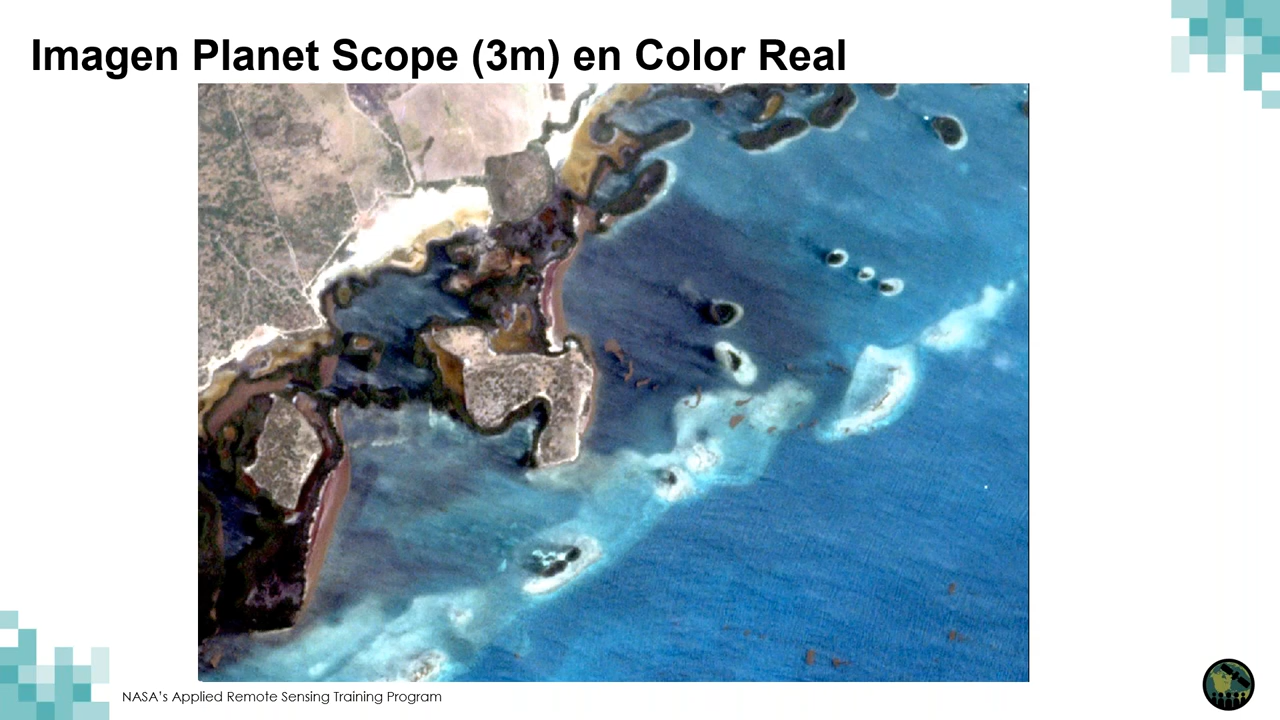 Imagen Planet Scope (3m) en Color Real
NASA's Applied Remote Sensing Training Program